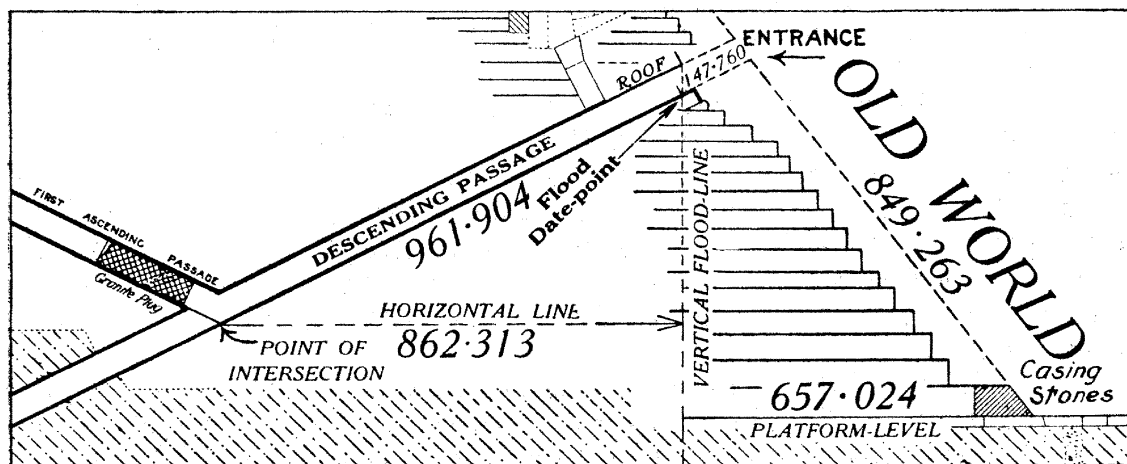 ENTRANCE
147·760
ROOF
OLD WORLD
849·263
DESCENDING PASSAGE
961·904
Flood
Date-point
VERTICAL FLOOD-LINE
FIRST ASCENDING PASSAGE
Granite Plug
HORIZONTAL LINE
862·313
POINT OF
INTERSECTION
657·024
PLATFORM-LEVEL
Casing
Stones